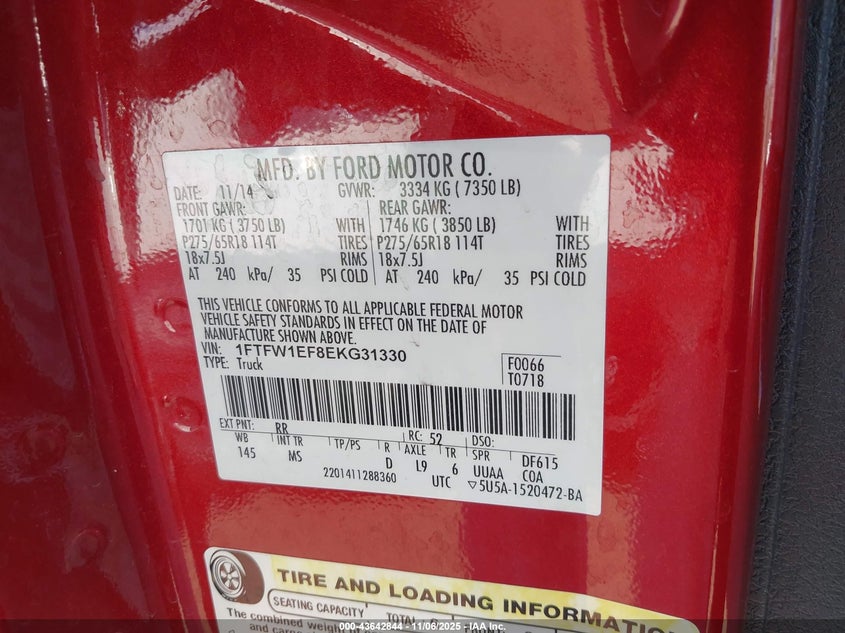 MFD. BY FORD MOTOR CO.
DATE: 11/14 GVWR: 3334 KG ( 7350 LB)
FRONT GAWR: REAR GAWR:
1701 KG ( 3750 LB) WITH 1746 KG ( 3850 LB) WITH
P275/65R18 114T TIRES P275/65R18 114T TIRES
18x7.5J RIMS 18x7.5J RIMS
AT 240 kPa/ 35 PSI COLD AT 240 kPa/ 35 PSI COLD
THIS VEHICLE CONFORMS TO ALL APPLICABLE FEDERAL MOTOR
VEHICLE SAFETY STANDARDS IN EFFECT ON THE DATE OF
MANUFACTURE SHOWN ABOVE.
VIN: 1FTFW1EF8EKG31330 F0066
TYPE: Truck T0718
EXT PNT: RR RC: 52 DSO:
WB INT TR TP/PS R AXLE TR SPR DF615
145 MS D L9 6 UUAA COA
2201411288360 UTC ▽5U5A-1520472-BA
TIRE AND LOADING INFORMATION
SEATING CAPACITY TOTAL
The combined weight of
© 00-43642844 — 11/06/2025 — IAA, Inc.